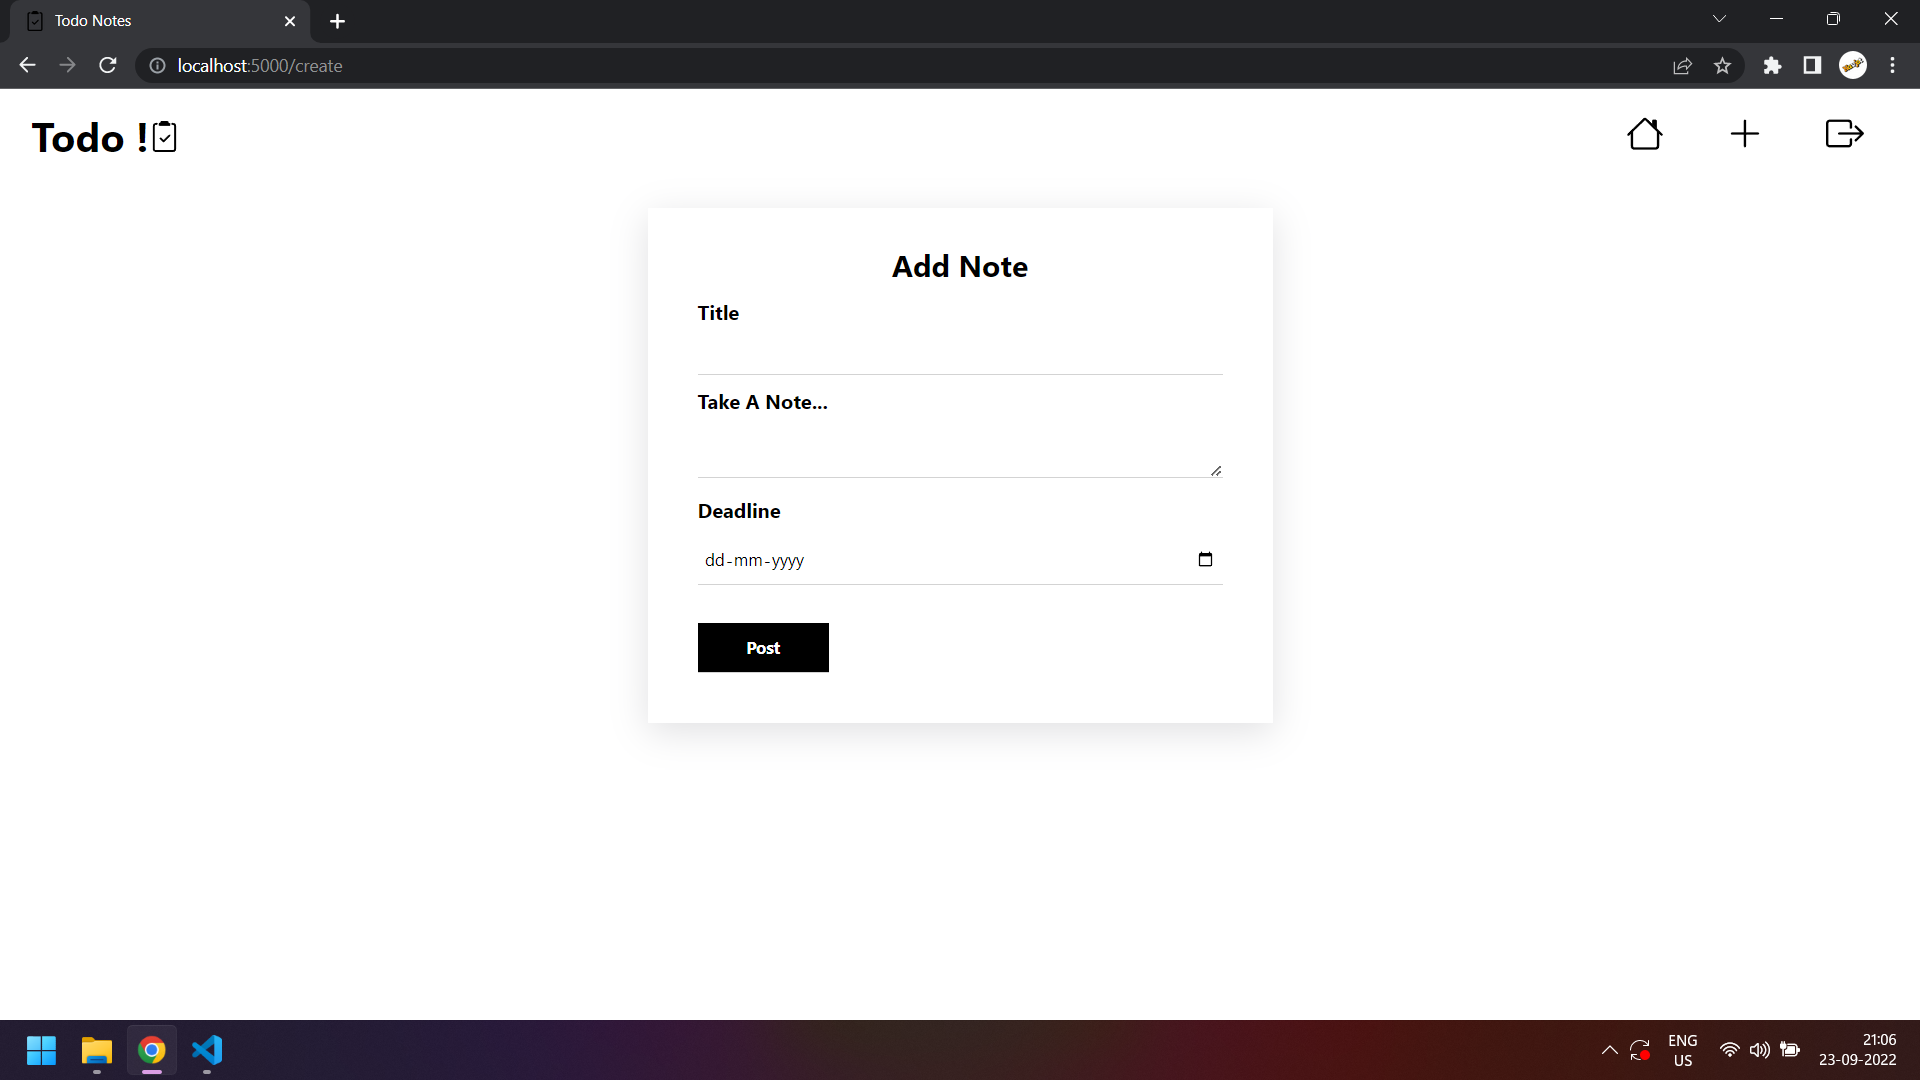 Todo Notes
localhost:5000/create
Todo !
Add Note
Title
Take A Note...
Deadline
dd-mm-yyyy
Post
ENG
US
21:06
23-09-2022